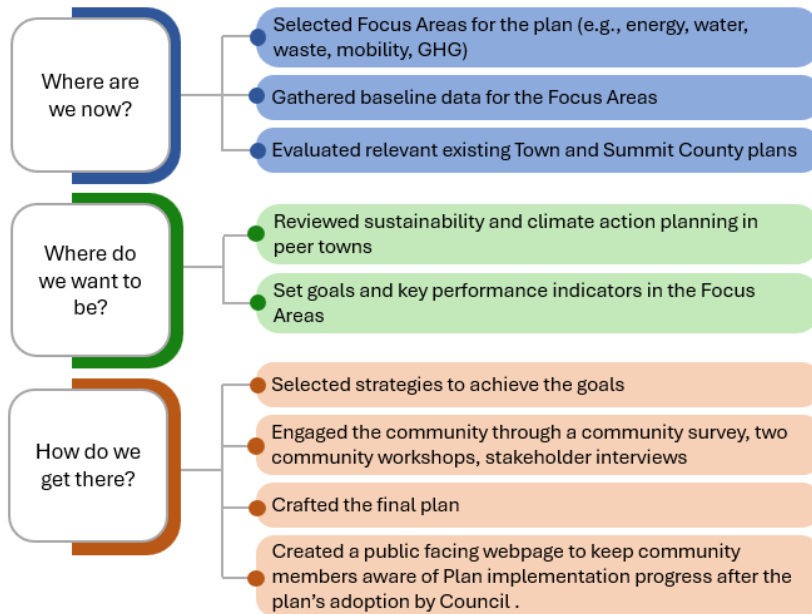 Where are
we now?
Selected Focus Areas for the plan (e.g., energy, water,
waste, mobility, GHG)
Gathered baseline data for the Focus Areas
Evaluated relevant existing Town and Summit County plans
Where do
we want to
be?
Reviewed sustainability and climate action planning in
peer towns
Set goals and key performance indicators in the Focus
Areas
How do we
get there?
Selected strategies to achieve the goals
Engaged the community through a community survey, two
community workshops, stakeholder interviews
Crafted the final plan
Created a public facing webpage to keep community
members aware of Plan implementation progress after the
plan's adoption by Council .